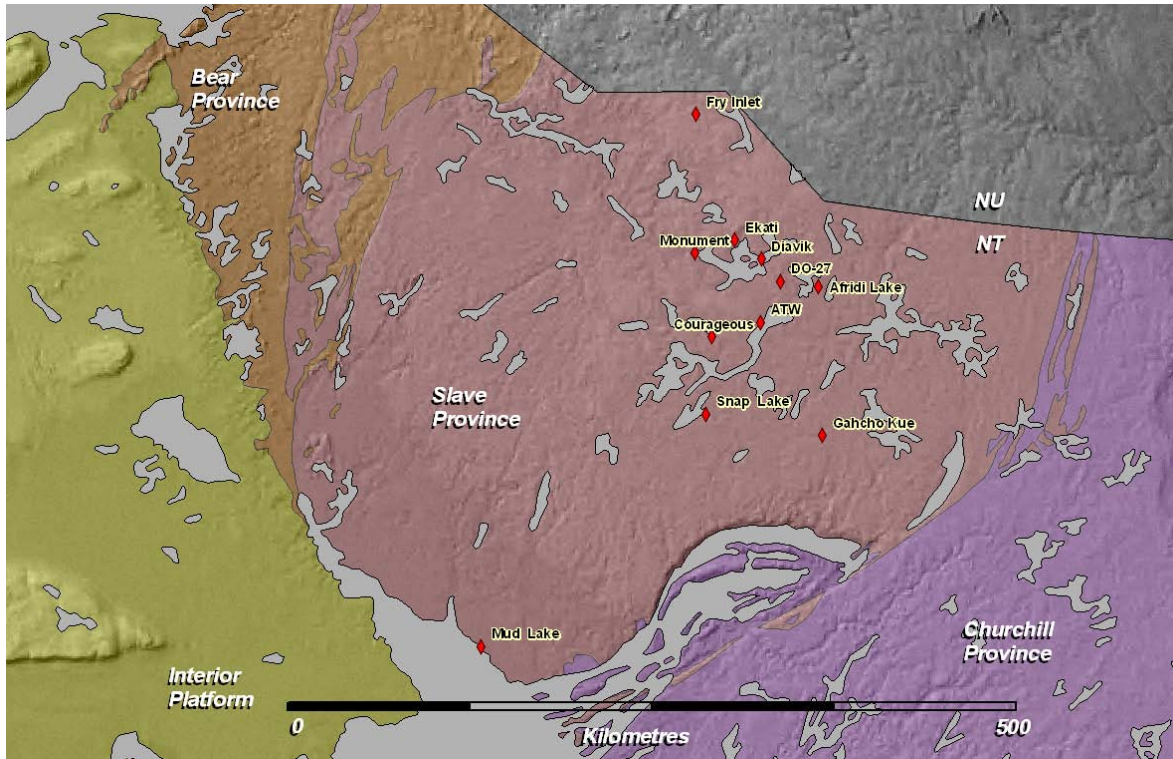 Bear
Province
Fry Inlet
NU
NT
Ekati
Monument
Diavik
DO-27
Afridi Lake
ATW
Courageous
Slave
Province
Snap Lake
Gahcho Kue
Mud Lake
Churchill
Province
Interior
Platform
0
500
Kilometres